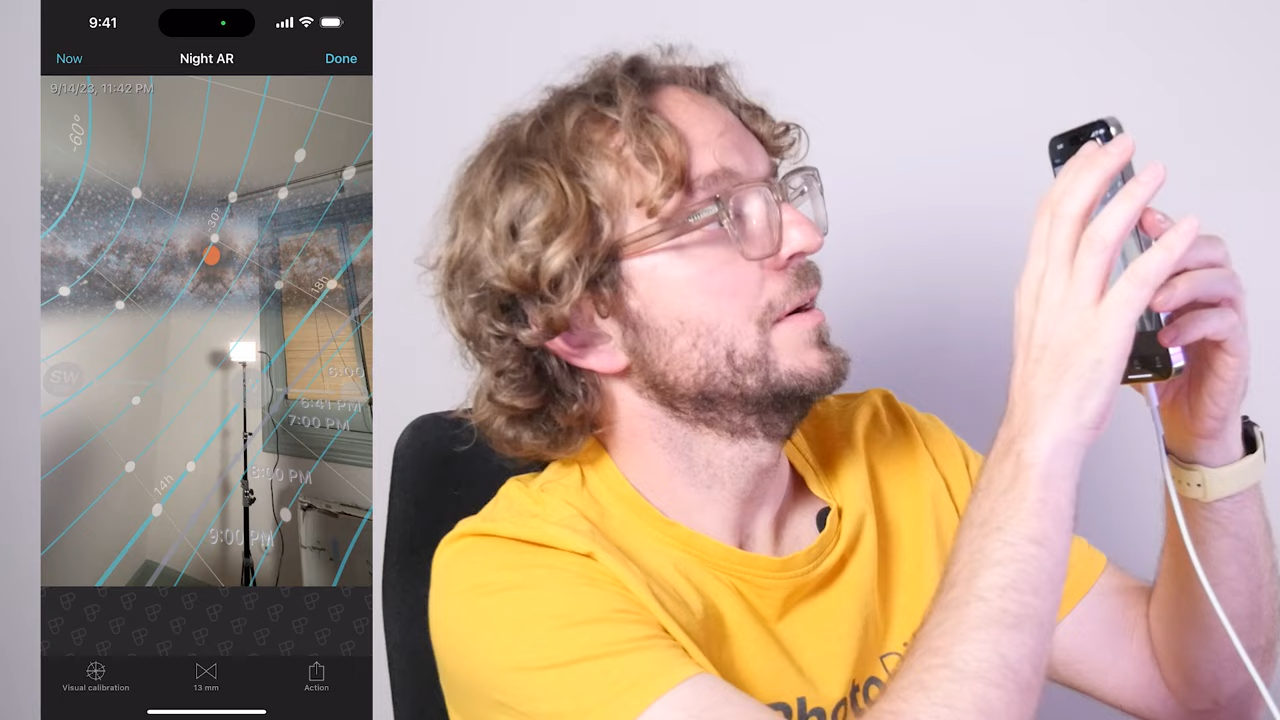 9:41
Now
Night AR
Done
9/14/23, 11:42 PM
-60°
-30°
18h
SW
6:00
6:41 PM
7:00 PM
8:00 PM
14h
9:00 PM
Visual calibration
13 mm
Action